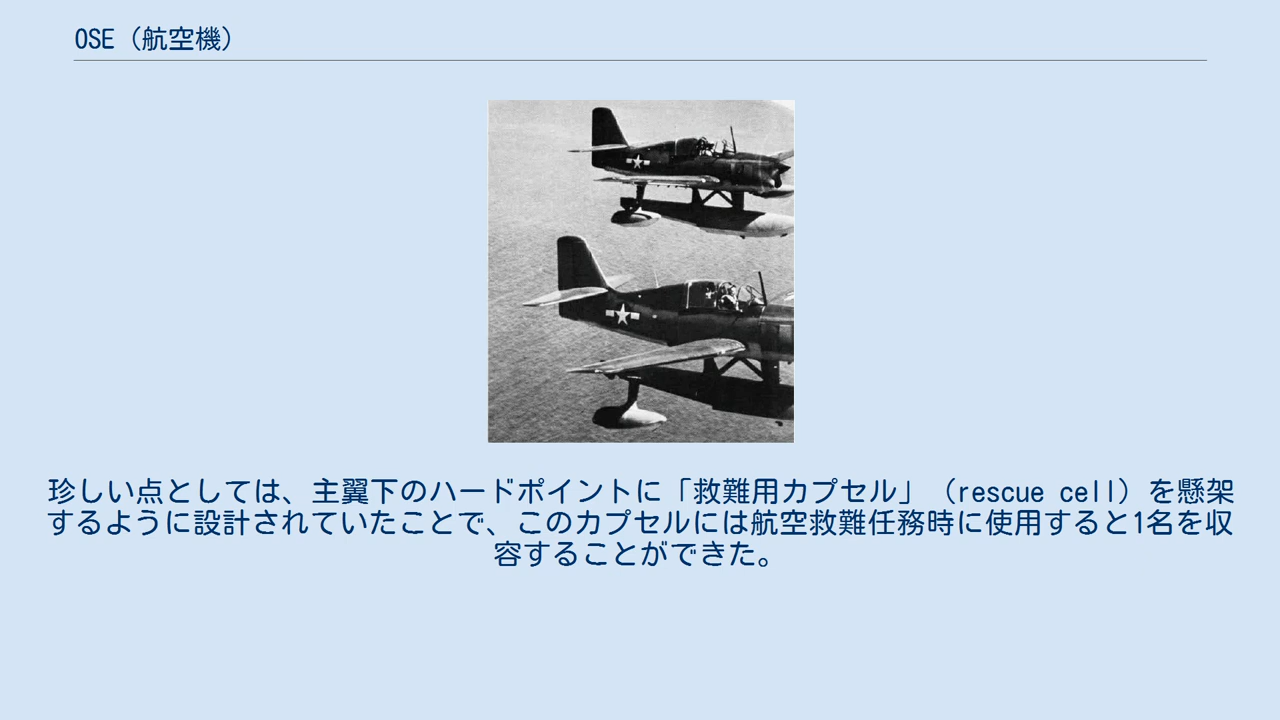 OSE（航空機）
珍しい点としては、主翼下のハードポイントに「救難用カプセル」（rescue cell）を懸架
するように設計されていたことで、このカプセルには航空救難任務時に使用すると1名を収
容することができた。